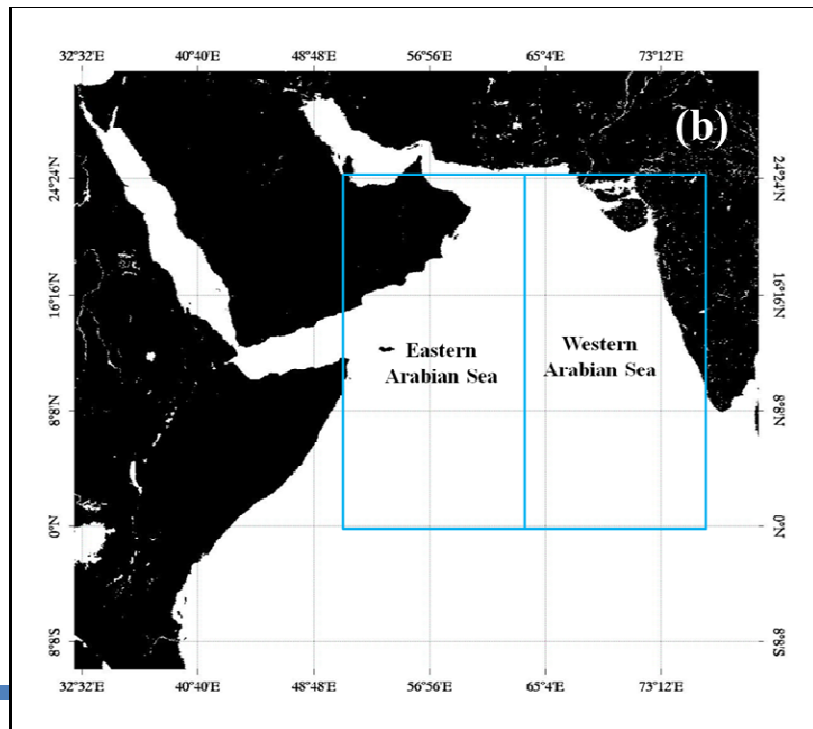 32°32'E 40°40'E 48°48'E 56°56'E 65°4'E 73°12'E
(b)
24°24'N 24°24'N
16°16'N 16°16'N
Eastern
Arabian Sea
Western
Arabian Sea
8°8'N 8°8'N
0°N 0°N
8°8'S 8°8'S
32°32'E 40°40'E 48°48'E 56°56'E 65°4'E 73°12'E